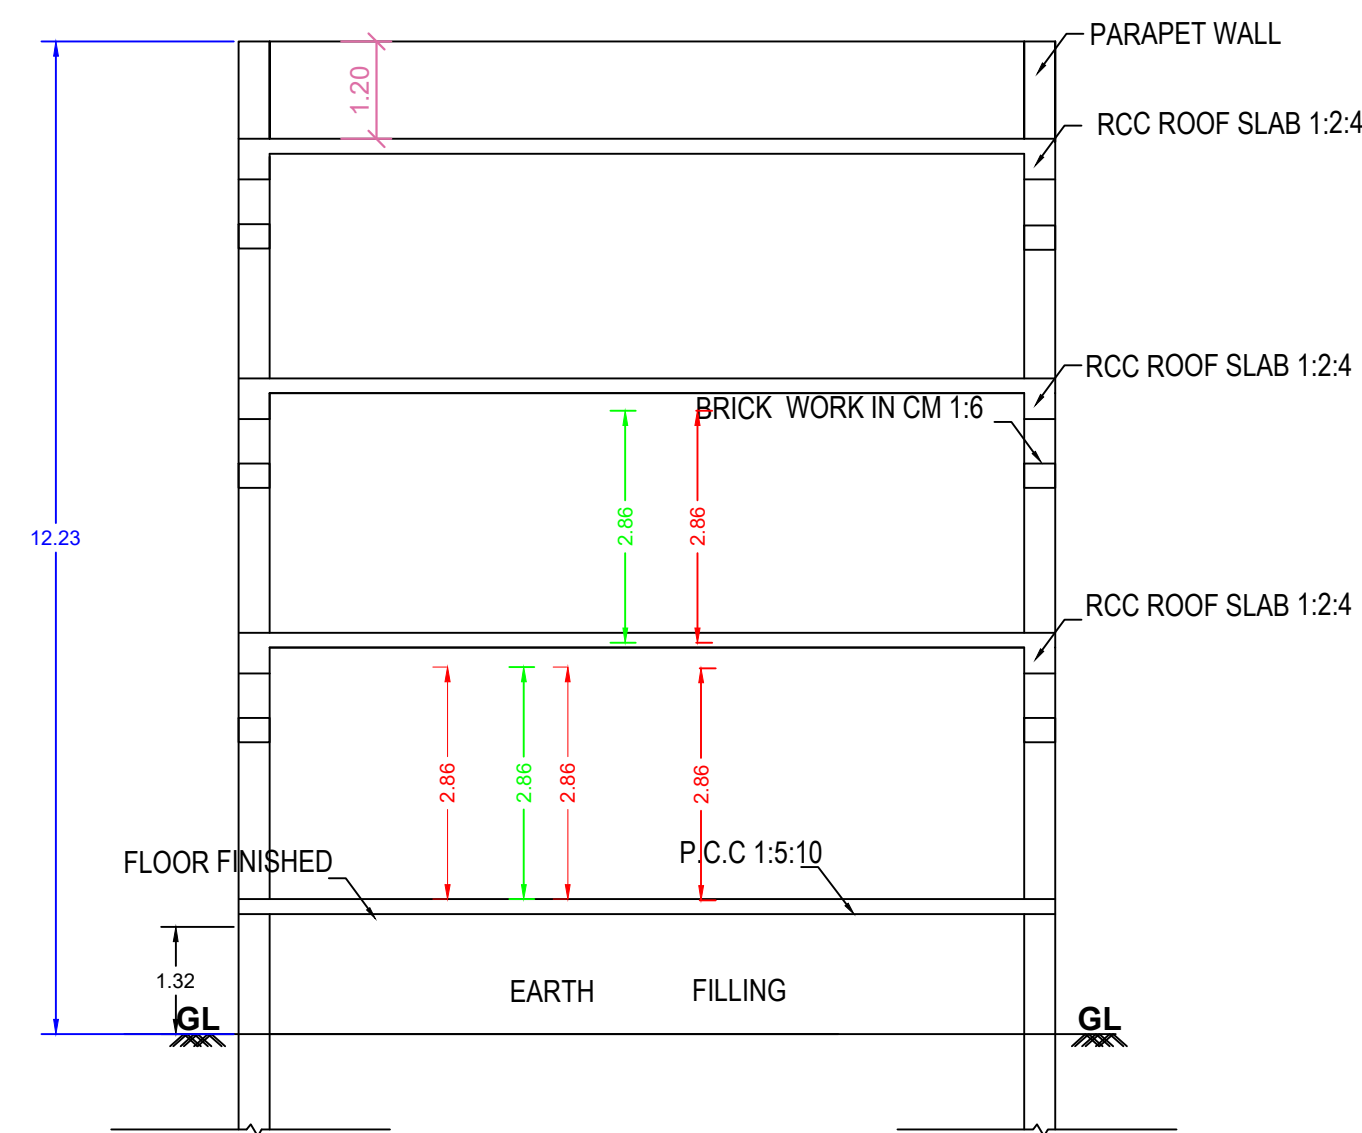 PARAPET WALL
1.20
RCC ROOF SLAB 1:2:4
RCC ROOF SLAB 1:2:4
BRICK WORK IN CM 1:6
2.86
2.86
12.23
RCC ROOF SLAB 1:2:4
2.86
2.86
2.86
2.86
FLOOR FINISHED
P.C.C 1:5:10
1.32
EARTH FILLING
GL
GL